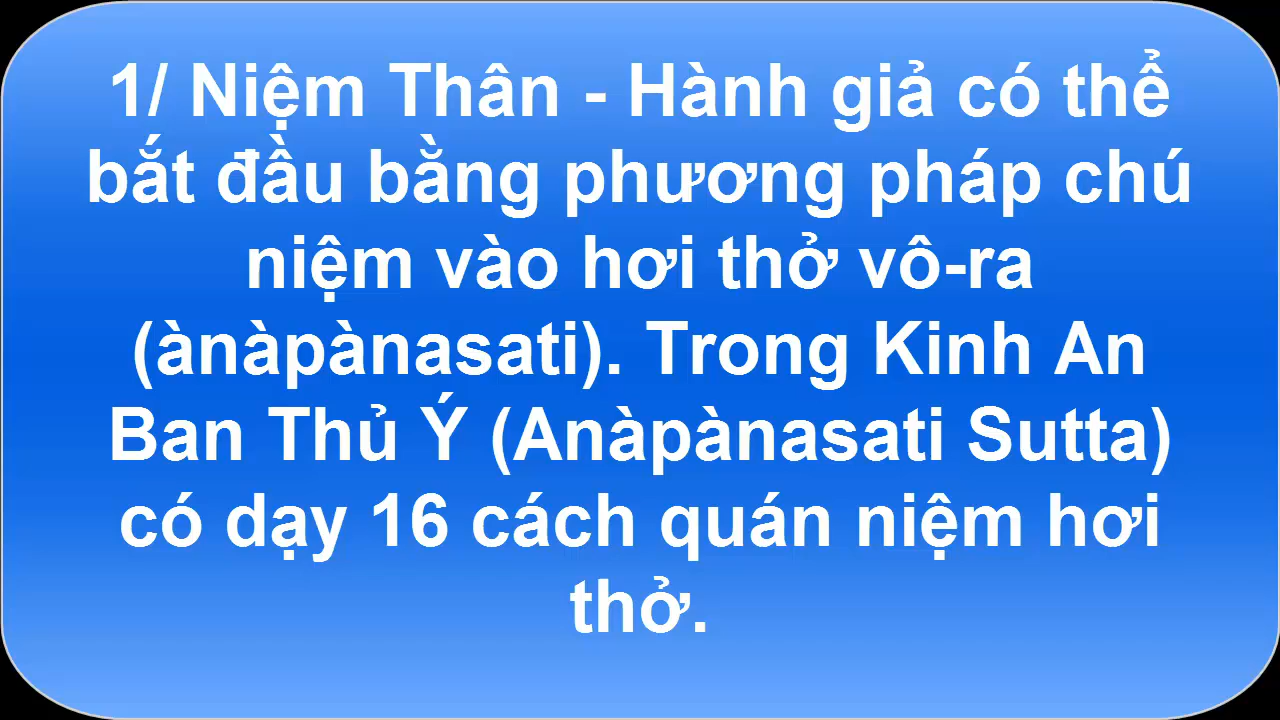 1/ Niệm Thân - Hành giả có thể
bắt đầu bằng phương pháp chú
niệm vào hơi thở vô-ra
(ànàpànasati). Trong Kinh An
Ban Thủ Ý (Anàpànasati Sutta)
có dạy 16 cách quán niệm hơi
thở.